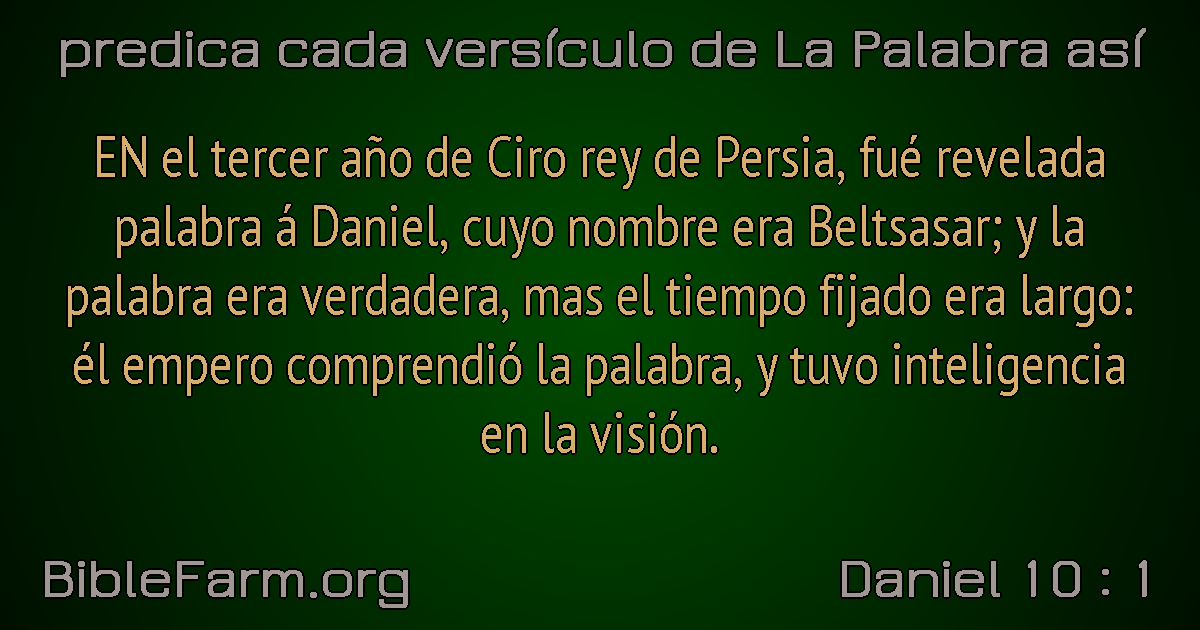 predica cada versículo de La Palabra así
EN el tercer año de Ciro rey de Persia, fué revelada
palabra á Daniel, cuyo nombre era Beltsasar; y la
palabra era verdadera, mas el tiempo fijado era largo:
él empero comprendió la palabra, y tuvo inteligencia
en la visión.
BibleFarm.org
Daniel 10 : 1